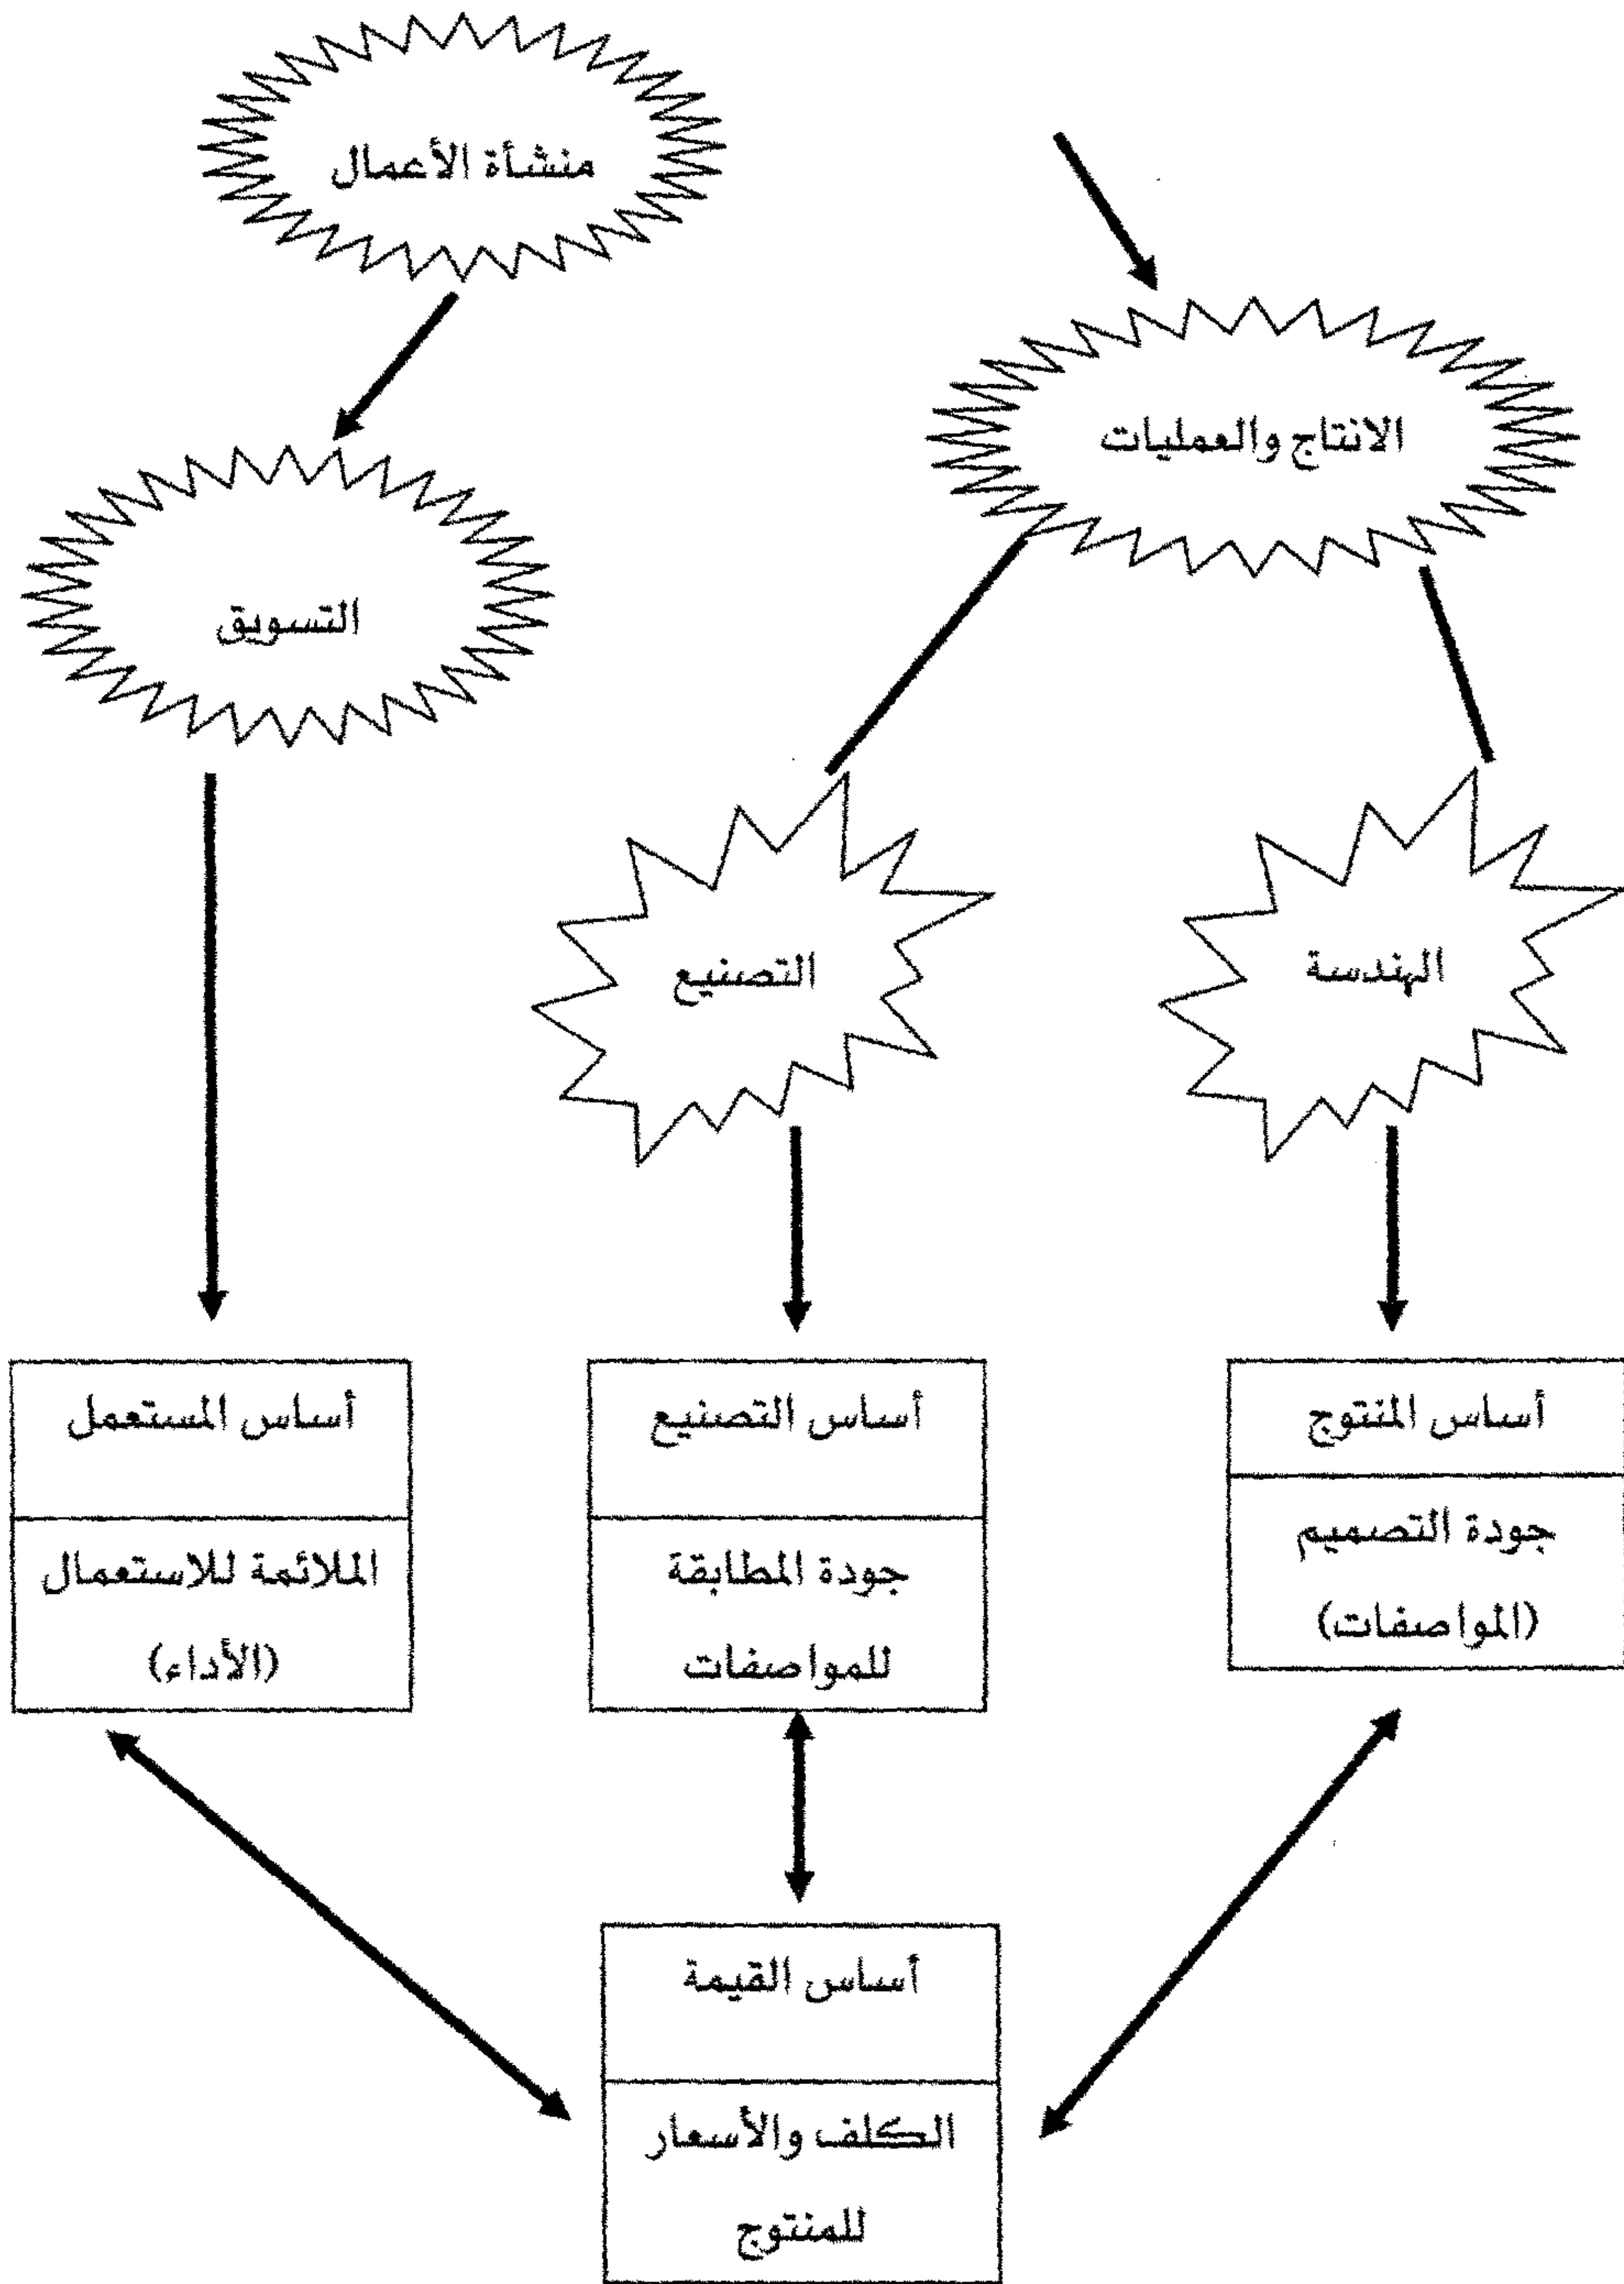 منشأة الأعمال
الانتاج والعمليات
التسويق
الهندسة
التصنيع
أساس المنتوج
جودة التصميم
(المواصفات)
أساس التصنيع
جودة المطابقة
للمواصفات
أساس المستعمل
الملائمة للاستعمال
(الأداء)
أساس القيمة
الكلف والأسعار
للمنتوج